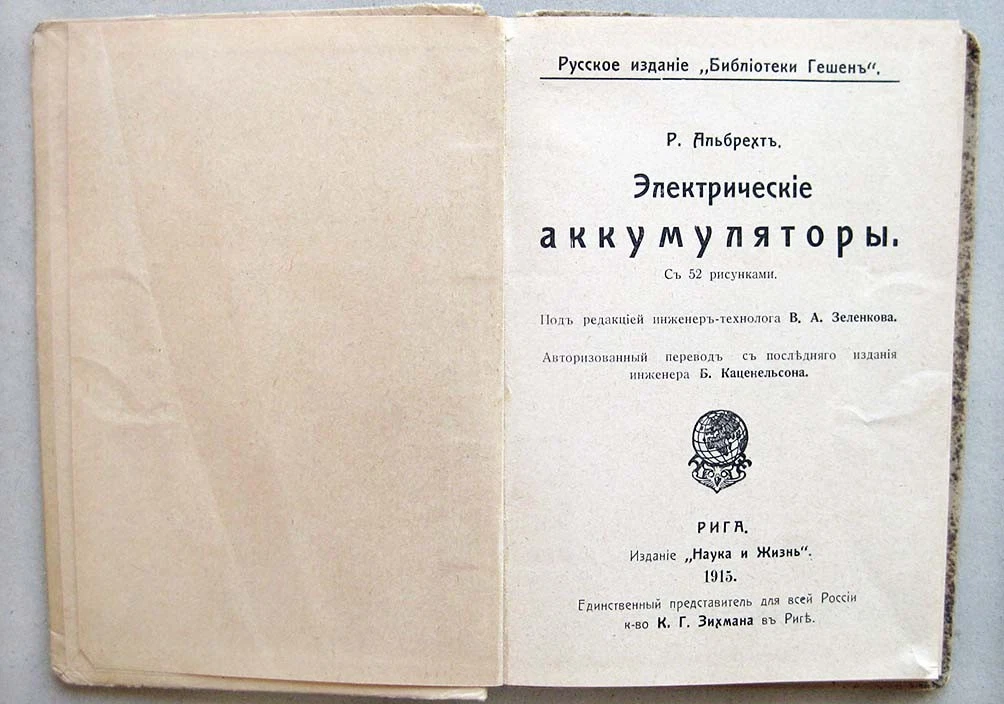 Русское изданіе „Библіотеки Гешенъ“.
Р. Альбрехтъ.
Электрическіе
аккумуляторы.
Съ 52 рисунками.
Подъ редакціей инженеръ-технолога В. А. Зеленкова.
Авторизованный переводъ съ послѣдняго изданія
инженера Б. Каценельсона.
РИГА.
Изданіе „Наука и Жизнь“.
1915.
Единственный представитель для всей Россіи
к-во К. Г. Зихмана въ Ригѣ.